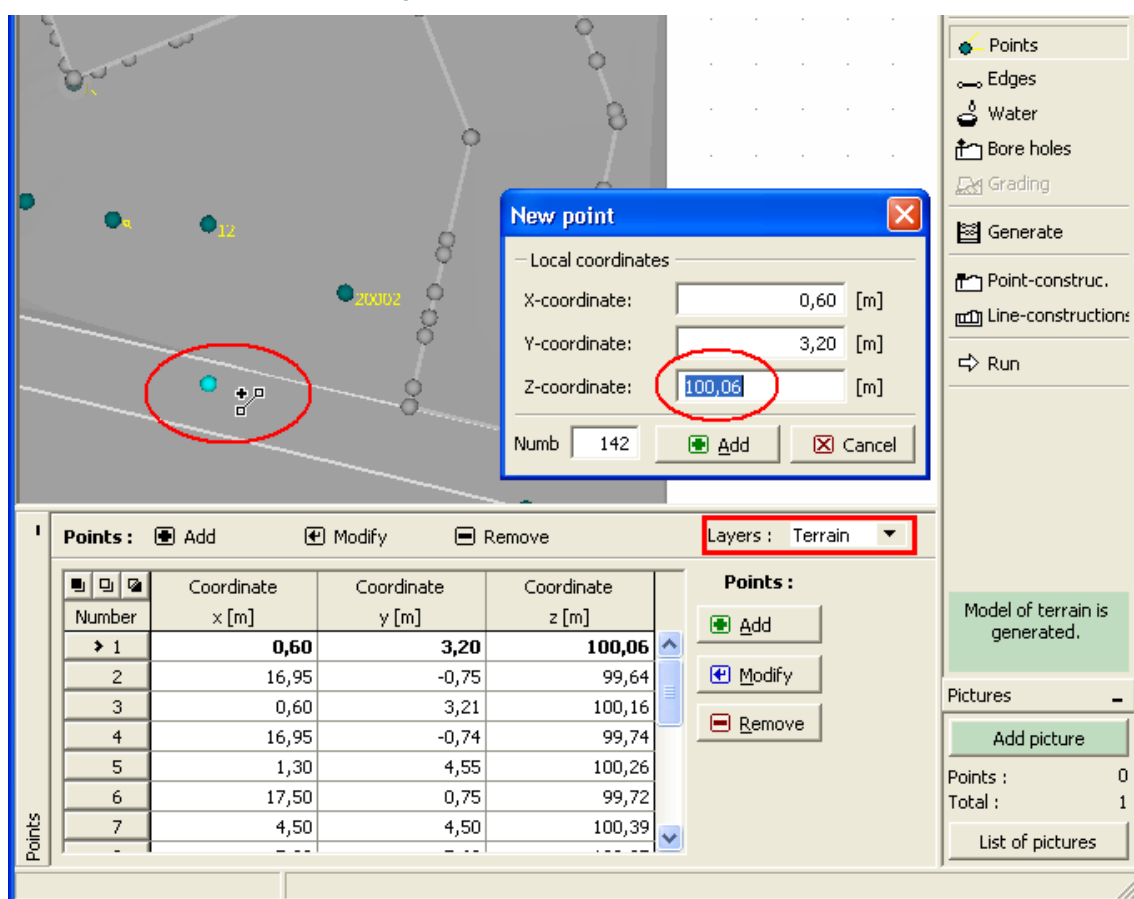 Points
Edges
Water
Bore holes
Grading
Generate
Point-construc.
Line-constructions
Run
12
20002
New point
Local coordinates
X-coordinate: 0,60 [m]
Y-coordinate: 3,20 [m]
Z-coordinate: 100,06 [m]
Numb 142 Add Cancel
Points : Add Modify Remove Layers : Terrain
Coordinate Coordinate Coordinate
Number x [m] y [m] z [m]
1 0,60 3,20 100,06
2 16,95 -0,75 99,64
3 0,60 3,21 100,16
4 16,95 -0,74 99,74
5 1,30 4,55 100,26
6 17,50 0,75 99,72
7 4,50 4,50 100,39
Points :
Add
Modify
Remove
Points
Model of terrain is
generated.
Pictures
Add picture
Points : 0
Total : 1
List of pictures